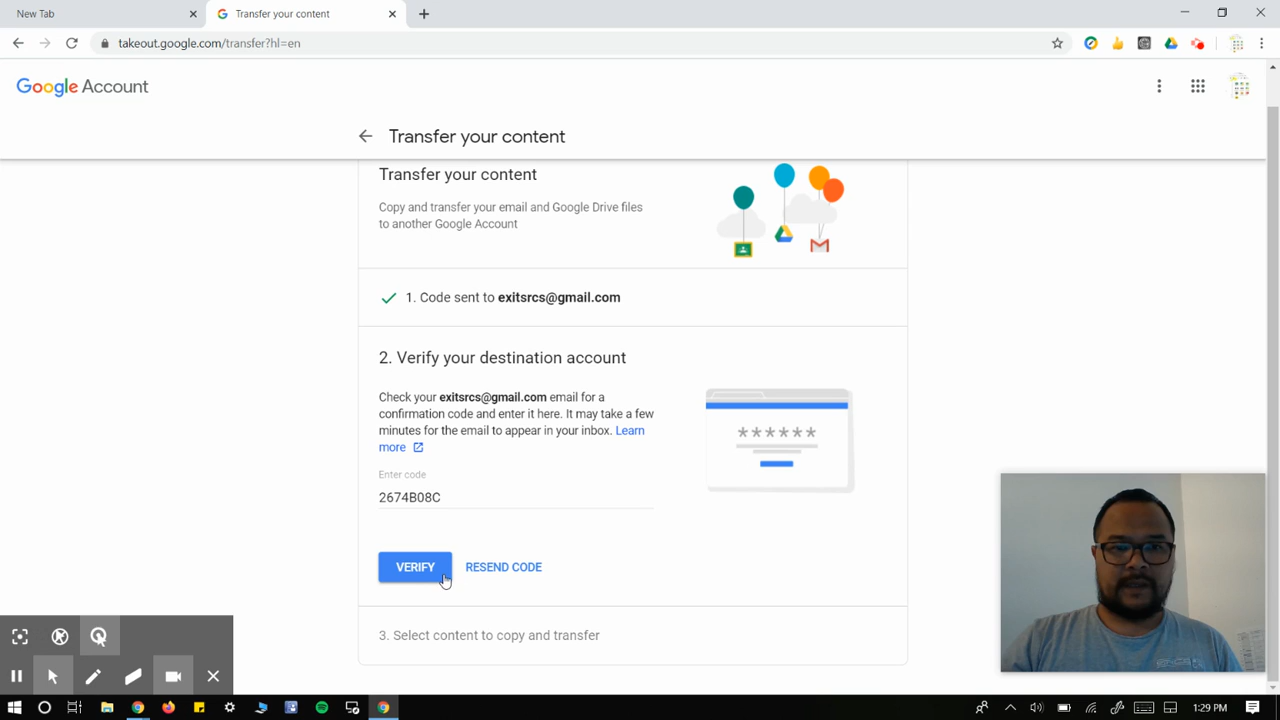 New Tab
Transfer your content
takeout.google.com/transfer?hl=en
Google Account
Transfer your content
Transfer your content
Copy and transfer your email and Google Drive files
to another Google Account
1. Code sent to exitsrcs@gmail.com
2. Verify your destination account
Check your exitsrcs@gmail.com email for a
confirmation code and enter it here. It may take a few
minutes for the email to appear in your inbox. Learn
more
Enter code
2674B08C
******
VERIFY
RESEND CODE
3. Select content to copy and transfer
1:29 PM